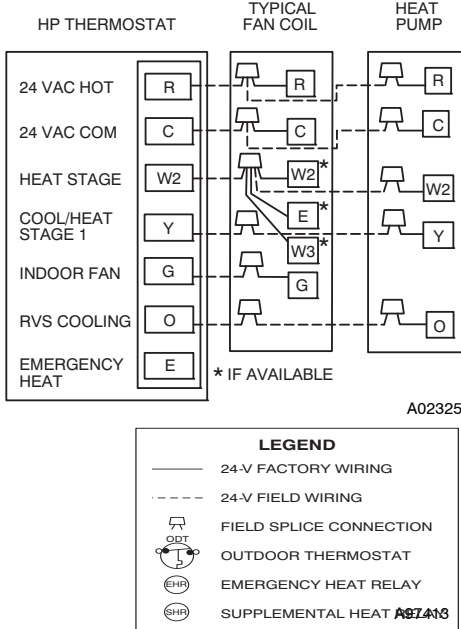 HP THERMOSTAT
TYPICAL
FAN COIL
HEAT
PUMP
24 VAC HOT R R R
24 VAC COM C C C
HEAT STAGE W2 W2 * W2
E *
COOL/HEAT
STAGE 1 Y W3 * Y
INDOOR FAN G G
RVS COOLING O O
EMERGENCY
HEAT E
* IF AVAILABLE
A02325
LEGEND
24-V FACTORY WIRING
24-V FIELD WIRING
FIELD SPLICE CONNECTION
ODT
OUTDOOR THERMOSTAT
EHR EMERGENCY HEAT RELAY
SHR SUPPLEMENTAL HEAT
A97413